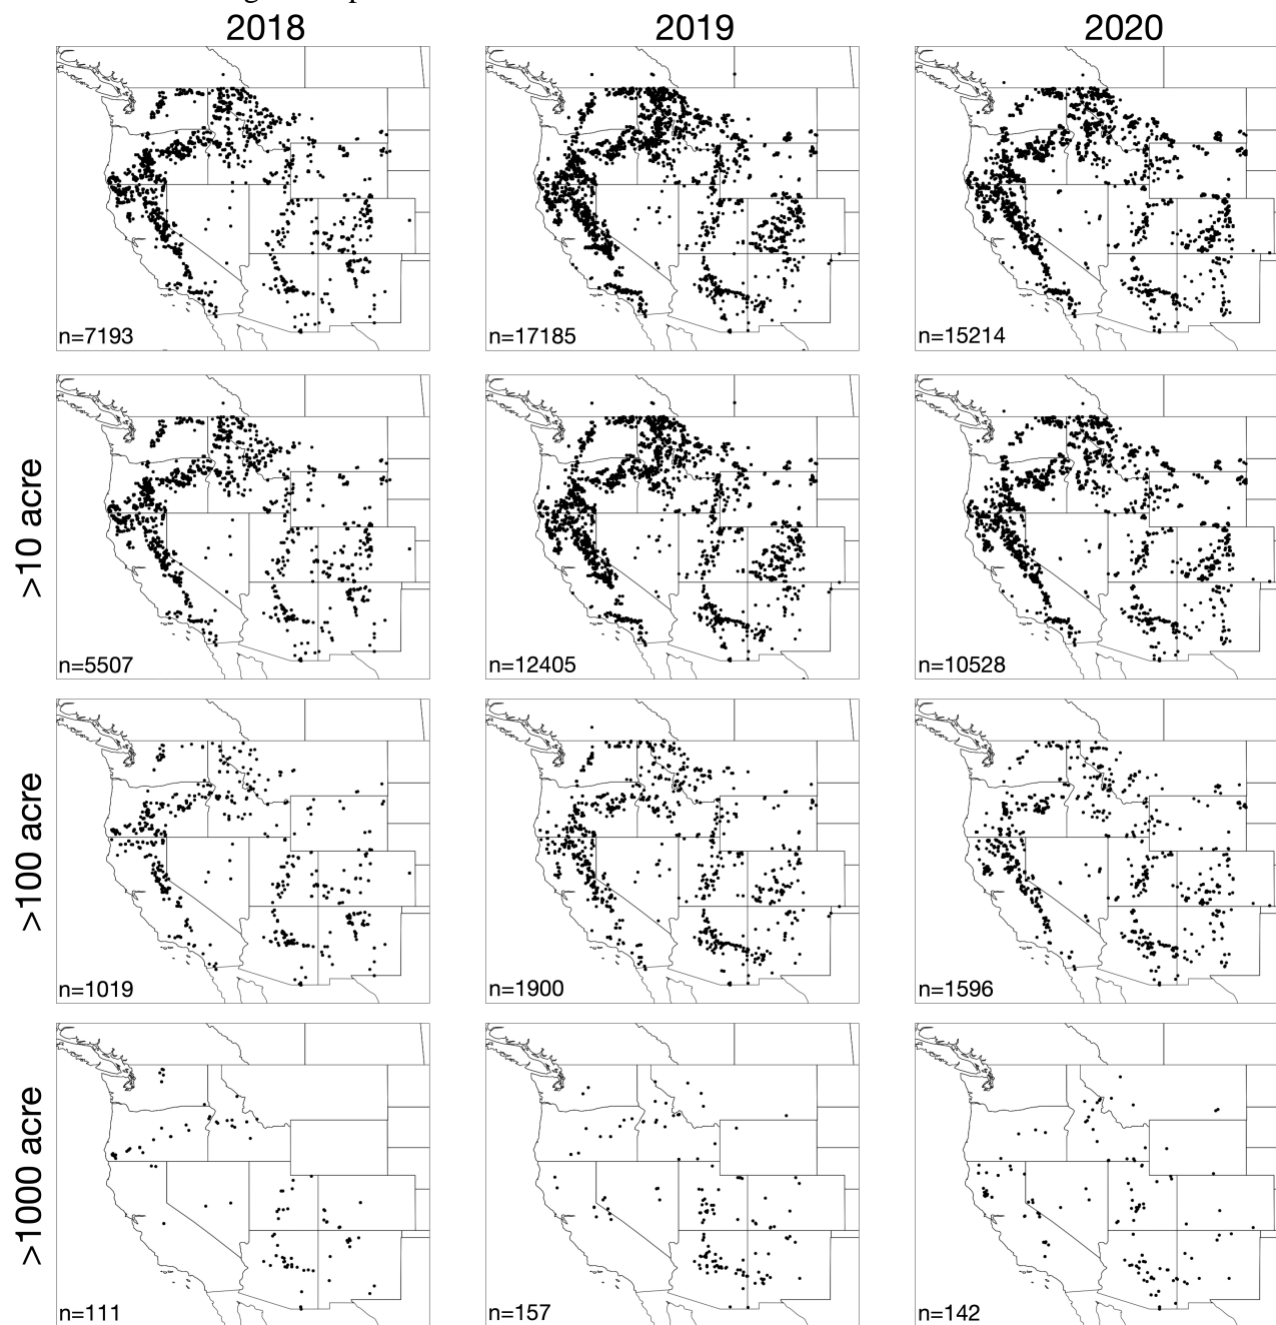 2018 2019 2020
n=7193 n=17185 n=15214
>10 acre
n=5507 n=12405 n=10528
>100 acre
n=1019 n=1900 n=1596
>1000 acre
n=111 n=157 n=142